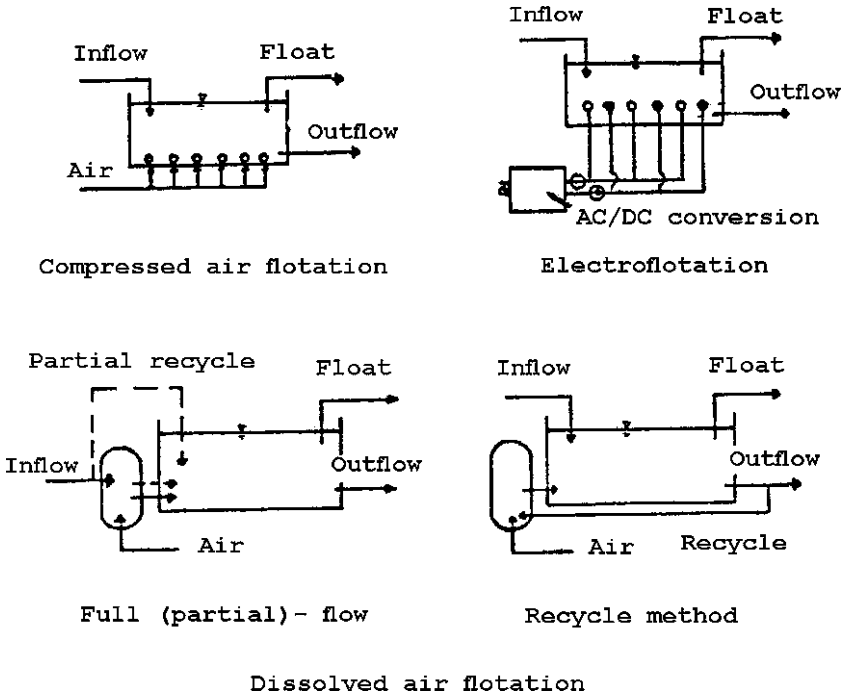 Inflow
Float
Outflow
Air
Compressed air flotation
Inflow
Float
Outflow
AC/DC conversion
Electroflotation
Partial recycle
Float
Inflow
Outflow
Air
Full (partial)- flow
Inflow
Float
Outflow
Air
Recycle
Recycle method
Dissolved air flotation